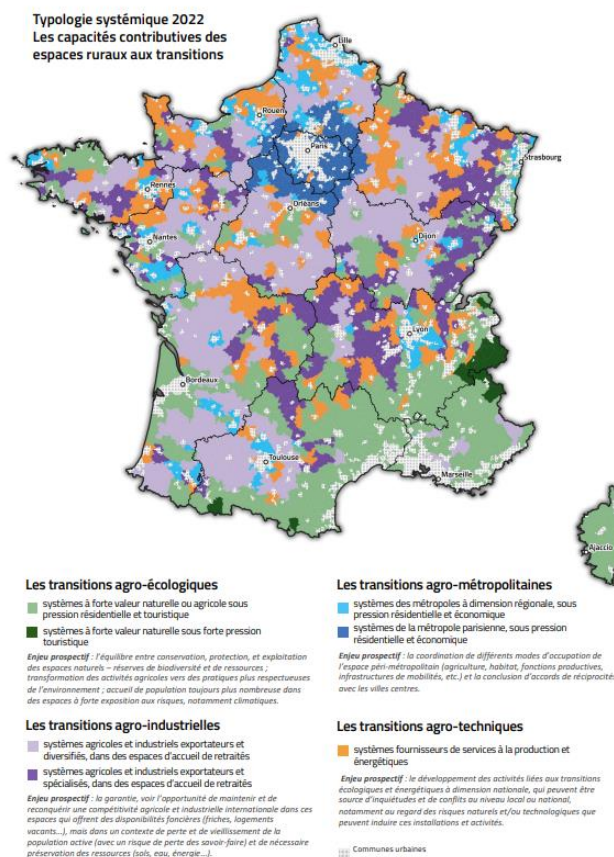 Typologie systémique 2022
Les capacités contributives des
espaces ruraux aux transitions
Lille
Rouen
Paris
Strasbourg
Rennes
Orléans
Nantes
Dijon
Lyon
Bordeaux
Toulouse
Marseille
Ajaccio
Les transitions agro-écologiques
systèmes à forte valeur naturelle ou agricole sous
pression résidentielle et touristique
systèmes à forte valeur naturelle sous forte pression
touristique
Enjeu prospectif : l'équilibre entre conservation, protection, et exploitation
des espaces naturels – réserves de biodiversité et de ressources ;
transformation des activités agricoles vers des pratiques plus respectueuses
de l'environnement ; accueil de population toujours plus nombreuse dans
des espaces à forte exposition aux risques, notamment climatiques.
Les transitions agro-industrielles
systèmes agricoles et industriels exportateurs et
diversifiés, dans des espaces d'accueil de retraités
systèmes agricoles et industriels exportateurs et
spécialisés, dans des espaces d'accueil de retraités
Enjeu prospectif : la garantie, voir l'opportunité de maintenir et de
reconquérir une compétitivité agricole et industrielle internationale dans ces
espaces qui offrent des disponibilités foncières (friches, logements
vacants...), mais dans un contexte de perte et de vieillissement de la
population active (avec un risque de perte des savoir-faire) et de nécessaire
préservation des ressources (sols, eau, énergie...).
Les transitions agro-métropolitaines
systèmes des métropoles à dimension régionale, sous
pression résidentielle et économique
systèmes de la métropole parisienne, sous pression
résidentielle et économique
Enjeu prospectif : la coordination de différents modes d'occupation de
l'espace péri-métropolitain (agriculture, habitat, fonctions productives,
infrastructures de mobilités, etc.) et la conclusion d'accords de réciprocités
avec les villes centres.
Les transitions agro-techniques
systèmes fournisseurs de services à la production et
énergétiques
Enjeu prospectif : le développement des activités liées aux transitions
écologiques et énergétiques à dimension nationale, qui peuvent être
source d'inquiétudes et de conflits au niveau local ou national,
notamment au regard des risques naturels et/ou technologiques que
peuvent induire ces installations et activités.
Communes urbaines